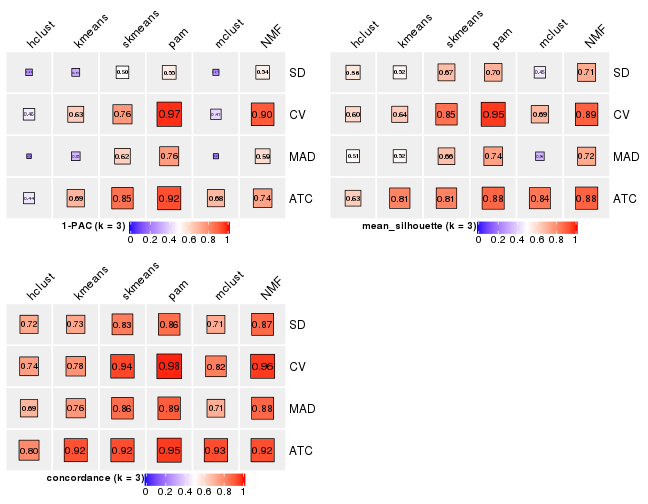 hclust kmeans skmeans pam mclust NMF
0.50 0.55 0.54 SD
0.46 0.63 0.76 0.97 0.41 0.90 CV
0.62 0.76 0.59 MAD
0.44 0.69 0.85 0.92 0.68 0.74 ATC
1-PAC (k = 3)
0 0.2 0.4 0.6 0.8 1
hclust kmeans skmeans pam mclust NMF
0.56 0.52 0.67 0.70 0.45 0.71 SD
0.60 0.64 0.85 0.95 0.69 0.89 CV
0.51 0.52 0.66 0.74 0.72 MAD
0.63 0.81 0.81 0.88 0.84 0.88 ATC
mean_silhouette (k = 3)
0 0.2 0.4 0.6 0.8 1
hclust kmeans skmeans pam mclust NMF
0.72 0.73 0.83 0.86 0.71 0.87 SD
0.74 0.78 0.94 0.98 0.82 0.96 CV
0.69 0.76 0.86 0.89 0.71 0.88 MAD
0.80 0.92 0.92 0.95 0.93 0.92 ATC
concordance (k = 3)
0 0.2 0.4 0.6 0.8 1